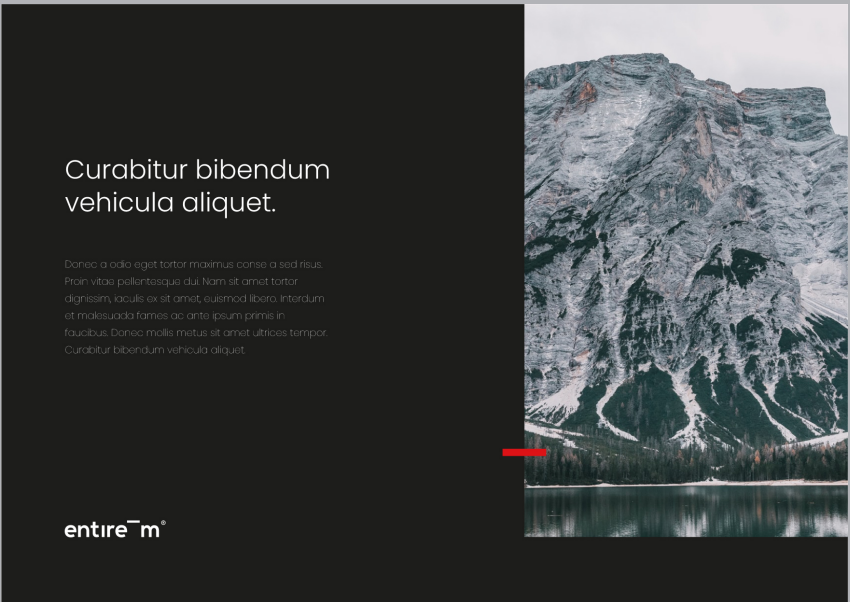 Curabitur bibendum
vehicula aliquet.
Donec a odio eget tortor maximus conse a sed risus.
Proin vitae pellentesque dui. Nam sit amet tortor
dignissim, iaculis ex sit amet, euismod libero. Interdum
et malesuada fames ac ante ipsum primis in
faucibus. Donec mollis metus sit amet ultrices tempor.
Curabitur bibendum vehicula aliquet.
entıre‾m®